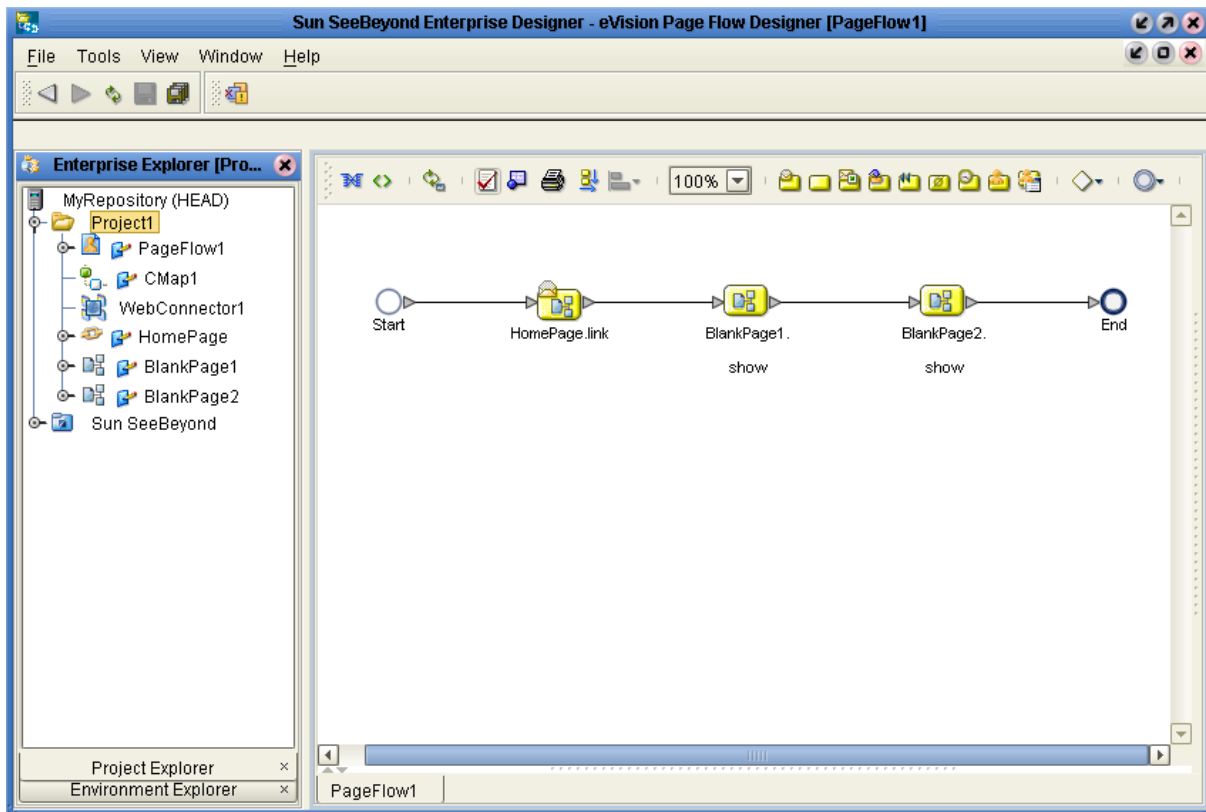 Sun SeeBeyond Enterprise Designer - eVision Page Flow Designer [PageFlow1]
File Tools View Window Help
Enterprise Explorer [Pro...
MyRepository (HEAD)
Project1
PageFlow1
CMap1
WebConnector1
HomePage
BlankPage1
BlankPage2
Sun SeeBeyond
Project Explorer
Environment Explorer
100%
Start
HomePage.link
BlankPage1.
show
BlankPage2.
show
End
PageFlow1